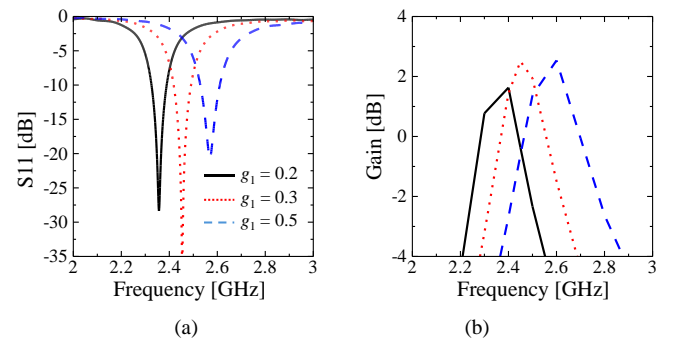 0
-5
-10
-15
-20
-25
-30
-35
S11 [dB]
2
2.2
2.4
2.6
2.8
3
Frequency [GHz]
g1 = 0.2
g1 = 0.3
g1 = 0.5
(a)
4
2
0
-2
-4
Gain [dB]
2
2.2
2.4
2.6
2.8
3
Frequency [GHz]
(b)